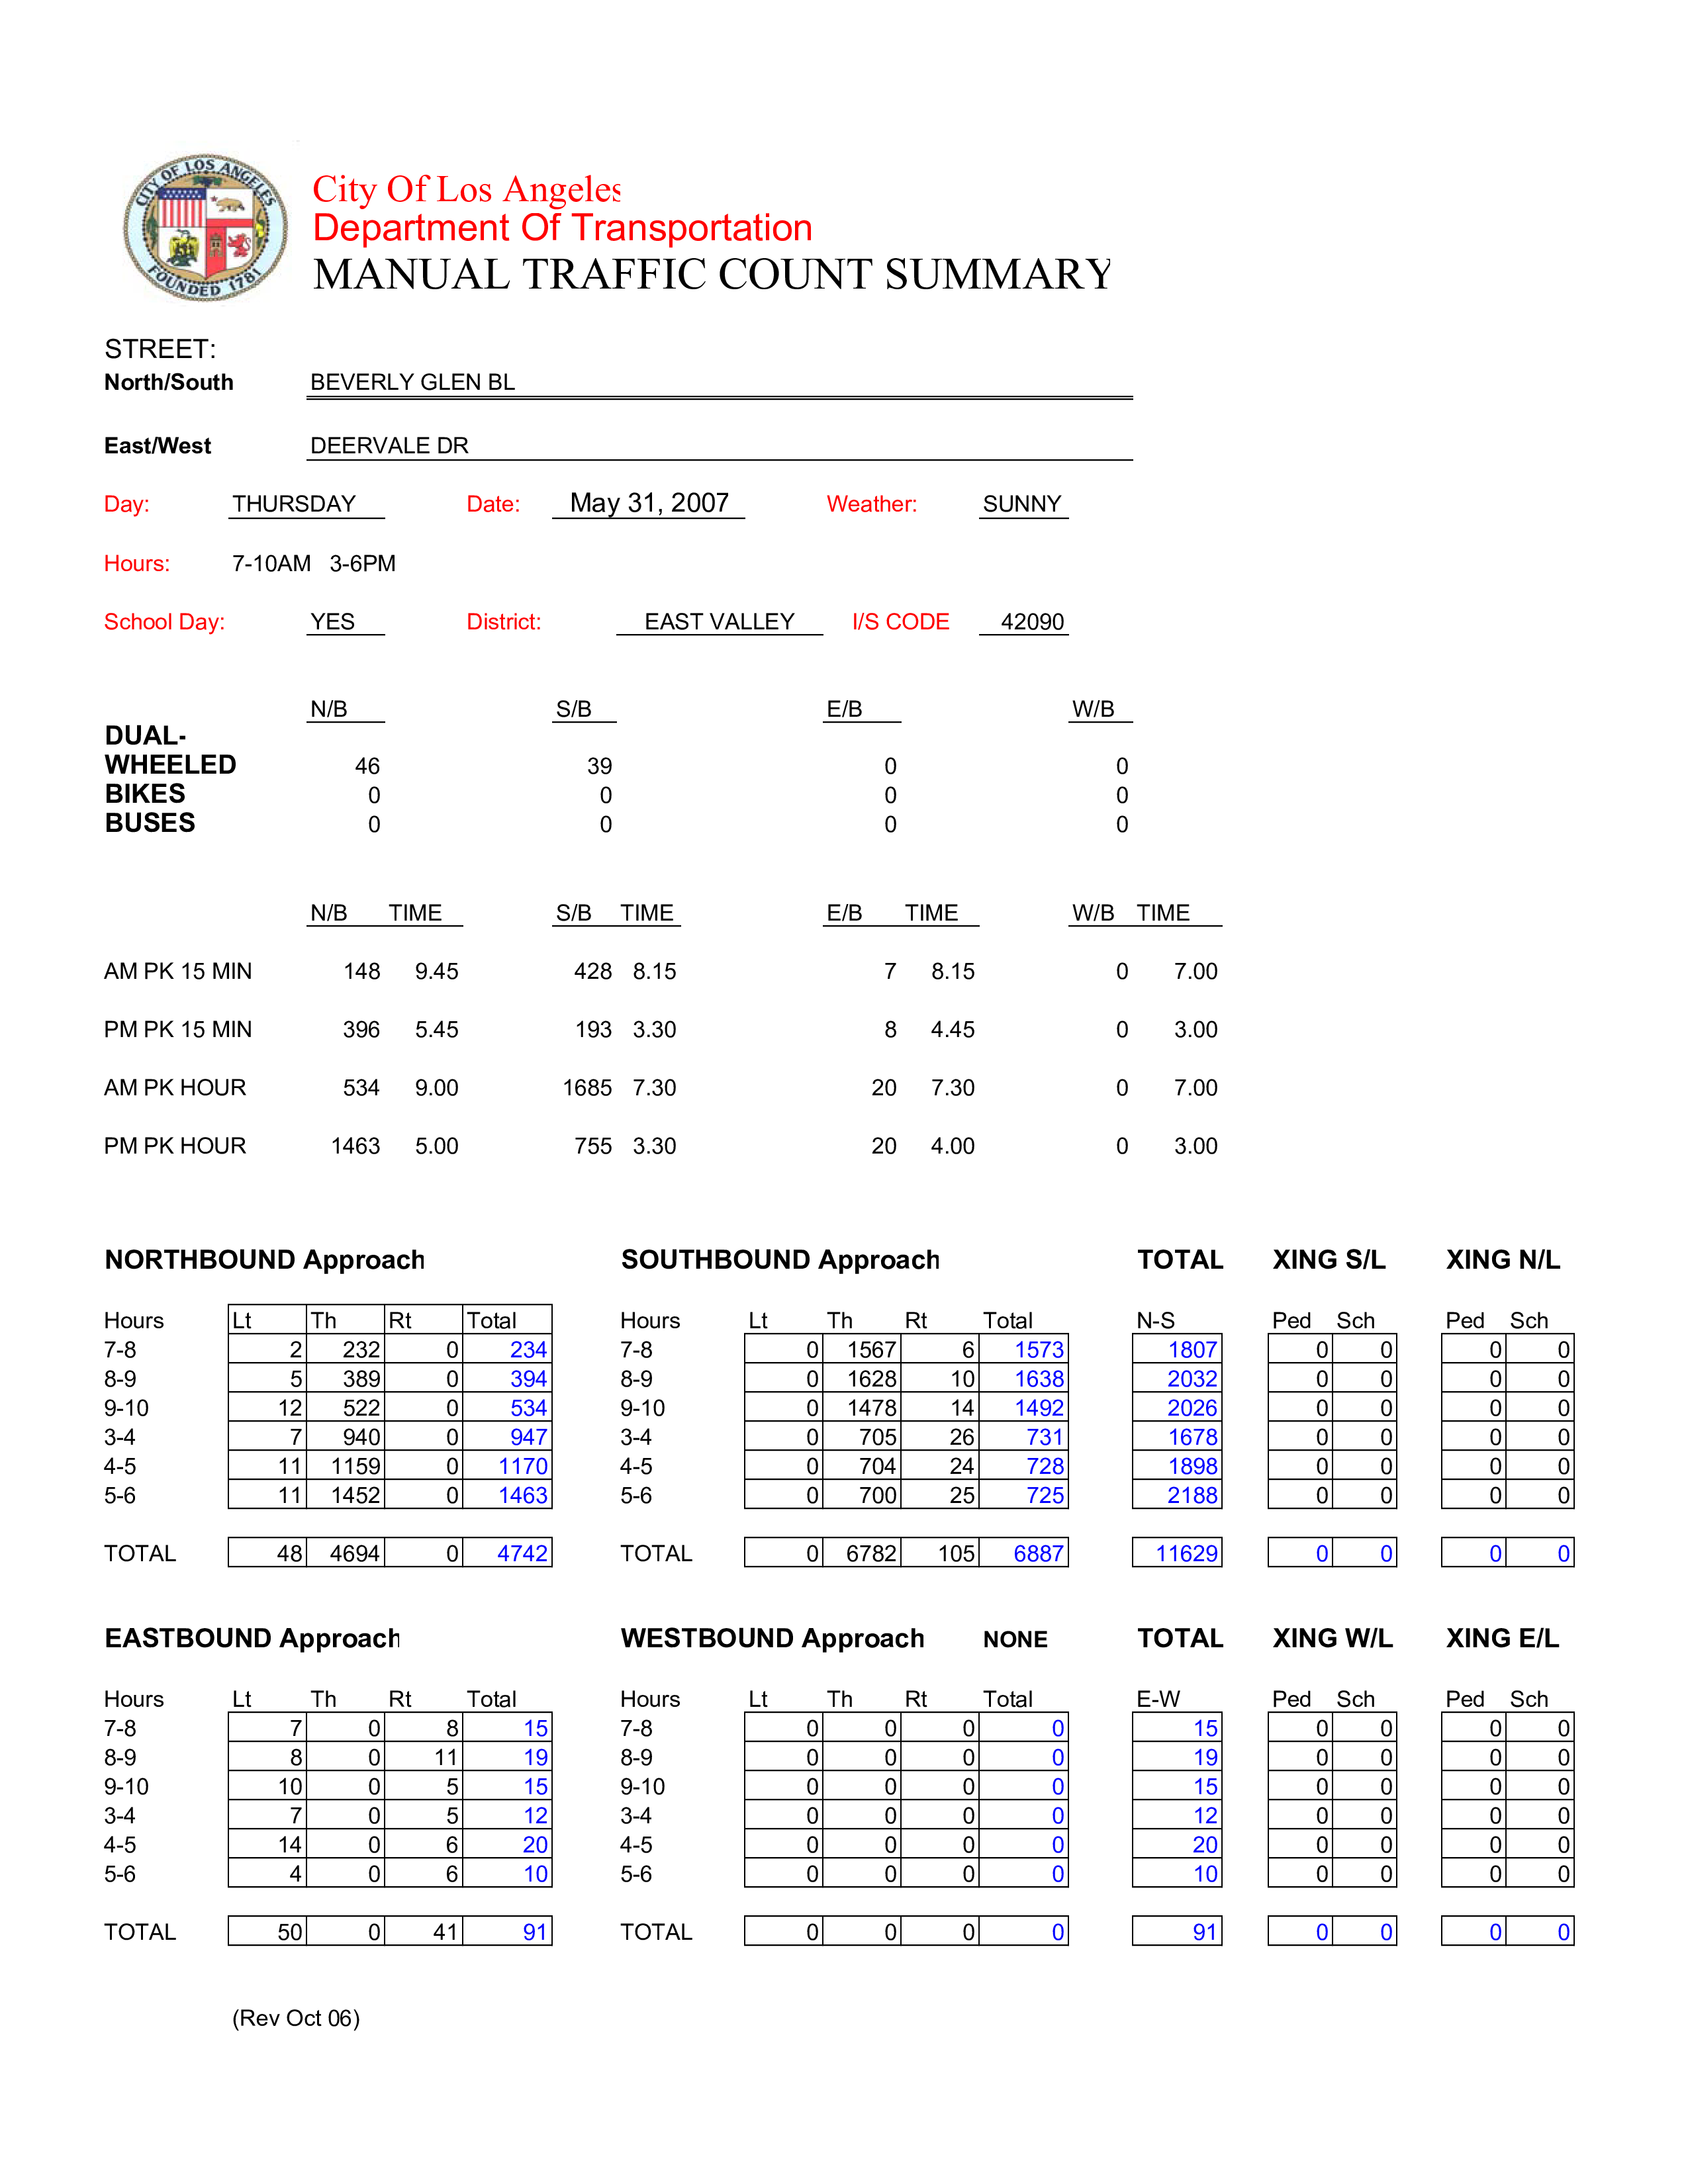 CITY OF LOS ANGELES
FOUNDED 1781
City Of Los Angeles
Department Of Transportation
MANUAL TRAFFIC COUNT SUMMARY
STREET:
North/South BEVERLY GLEN BL
East/West DEERVALE DR
Day: THURSDAY Date: May 31, 2007 Weather: SUNNY
Hours: 7-10AM 3-6PM
School Day: YES District: EAST VALLEY I/S CODE 42090
N/B S/B E/B W/B
DUAL-
WHEELED 46 39 0 0
BIKES 0 0 0 0
BUSES 0 0 0 0
N/B TIME S/B TIME E/B TIME W/B TIME
AM PK 15 MIN 148 9.45 428 8.15 7 8.15 0 7.00
PM PK 15 MIN 396 5.45 193 3.30 8 4.45 0 3.00
AM PK HOUR 534 9.00 1685 7.30 20 7.30 0 7.00
PM PK HOUR 1463 5.00 755 3.30 20 4.00 0 3.00
NORTHBOUND Approach SOUTHBOUND Approach TOTAL XING S/L XING N/L
Hours Lt Th Rt Total Hours Lt Th Rt Total N-S Ped Sch Ped Sch
7-8 2 232 0 234 7-8 0 1567 6 1573 1807 0 0 0 0
8-9 5 389 0 394 8-9 0 1628 10 1638 2032 0 0 0 0
9-10 12 522 0 534 9-10 0 1478 14 1492 2026 0 0 0 0
3-4 7 940 0 947 3-4 0 705 26 731 1678 0 0 0 0
4-5 11 1159 0 1170 4-5 0 704 24 728 1898 0 0 0 0
5-6 11 1452 0 1463 5-6 0 700 25 725 2188 0 0 0 0
TOTAL 48 4694 0 4742 TOTAL 0 6782 105 6887 11629 0 0 0 0
EASTBOUND Approach WESTBOUND Approach NONE TOTAL XING W/L XING E/L
Hours Lt Th Rt Total Hours Lt Th Rt Total E-W Ped Sch Ped Sch
7-8 7 0 8 15 7-8 0 0 0 0 15 0 0 0 0
8-9 8 0 11 19 8-9 0 0 0 0 19 0 0 0 0
9-10 10 0 5 15 9-10 0 0 0 0 15 0 0 0 0
3-4 7 0 5 12 3-4 0 0 0 0 12 0 0 0 0
4-5 14 0 6 20 4-5 0 0 0 0 20 0 0 0 0
5-6 4 0 6 10 5-6 0 0 0 0 10 0 0 0 0
TOTAL 50 0 41 91 TOTAL 0 0 0 0 91 0 0 0 0
(Rev Oct 06)